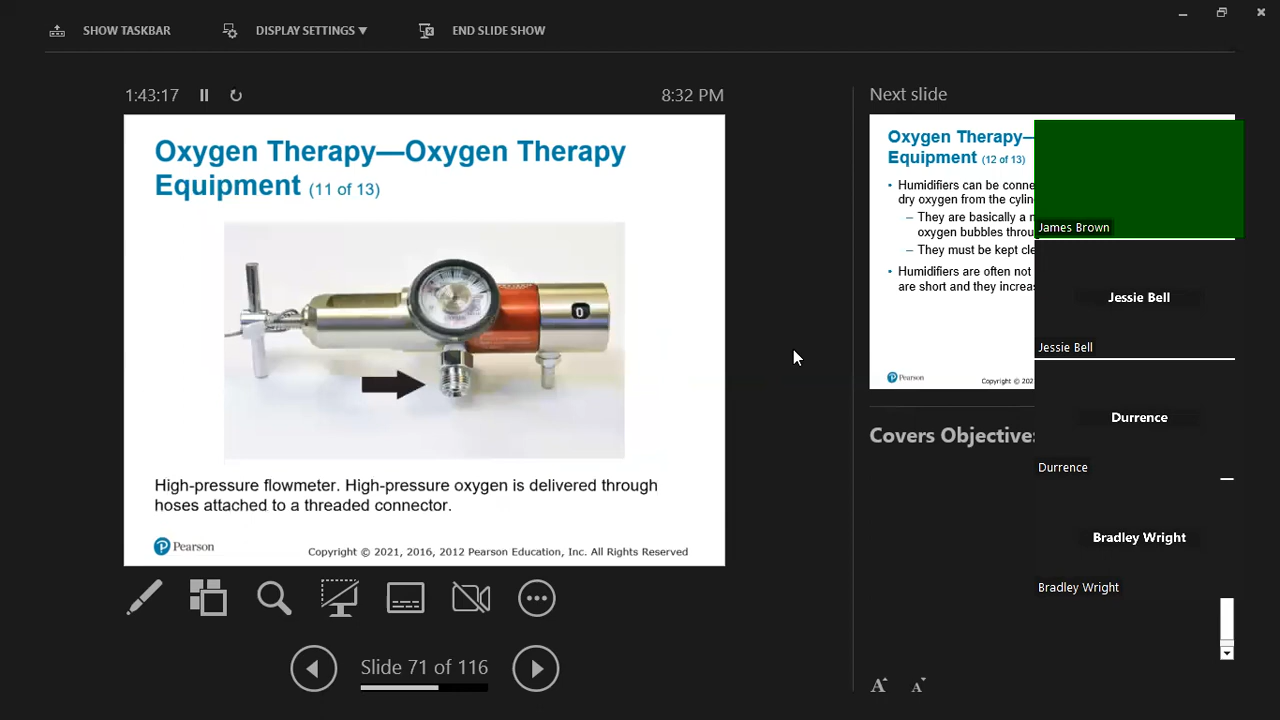 SHOW TASKBAR
DISPLAY SETTINGS ▼
END SLIDE SHOW
1:43:17
8:32 PM
Oxygen Therapy—Oxygen Therapy
Equipment (11 of 13)
0
High-pressure flowmeter. High-pressure oxygen is delivered through
hoses attached to a threaded connector.
Pearson
Copyright © 2021, 2016, 2012 Pearson Education, Inc. All Rights Reserved
Slide 71 of 116
Next slide
Oxygen Therapy—
Equipment (12 of 13)
• Humidifiers can be conne
dry oxygen from the cylin
– They are basically a
oxygen bubbles throu
– They must be kept cle
• Humidifiers are often not
are short and they increa
Pearson
Copyright © 202
Covers Objective
James Brown
Jessie Bell
Jessie Bell
Durrence
Durrence
Bradley Wright
Bradley Wright
A
A